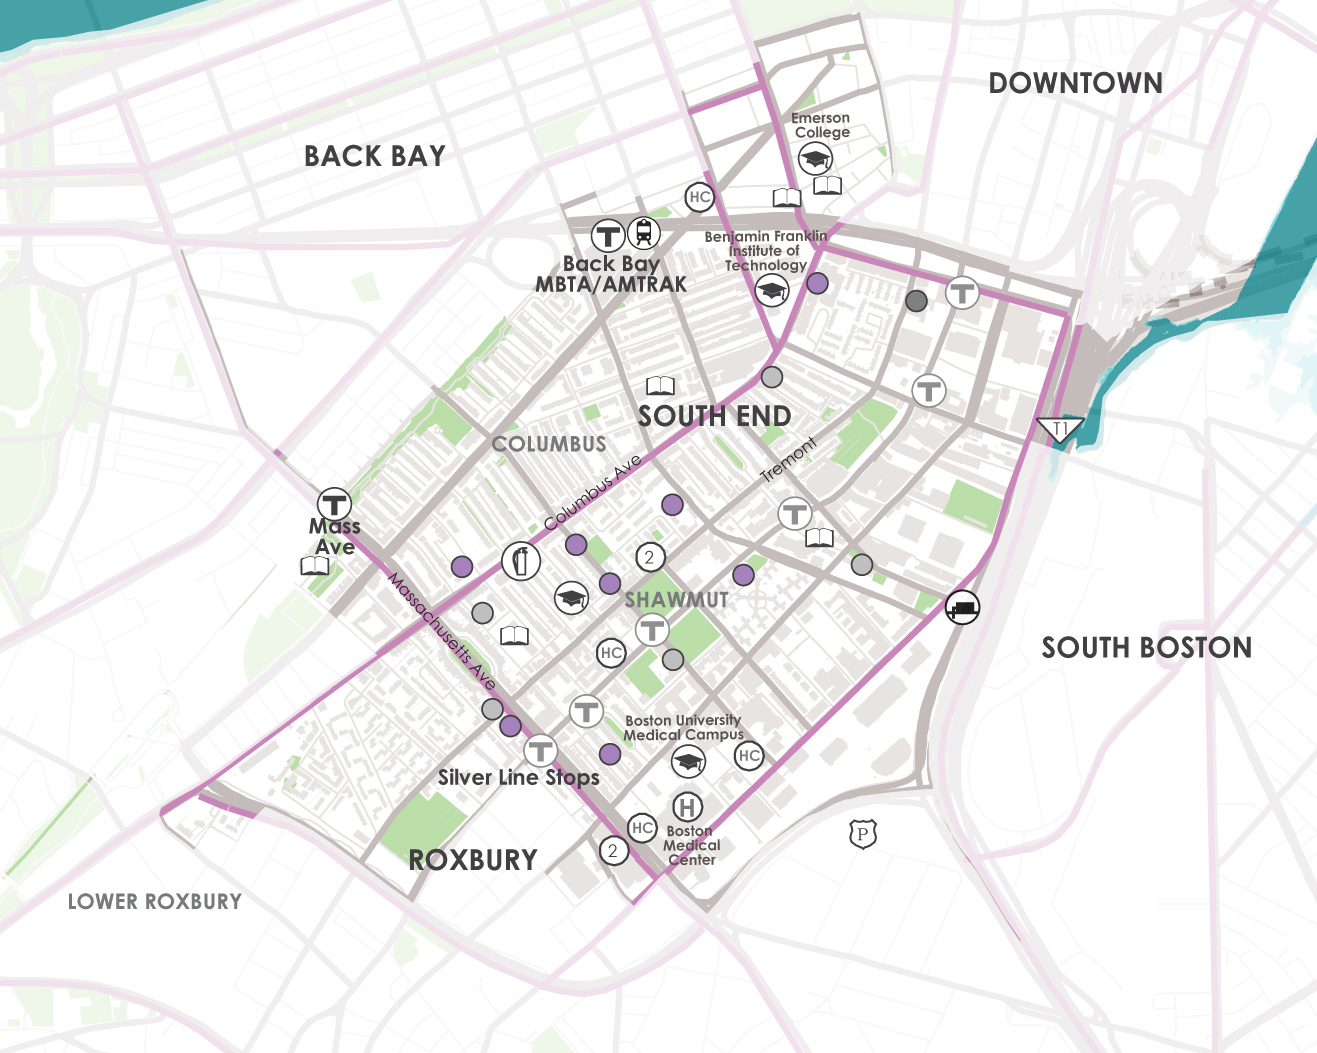 DOWNTOWN
Emerson
College
BACK BAY
HC
T
Benjamin Franklin
Institute of
Technology
Back Bay
MBTA/AMTRAK
T
T
SOUTH END
T1
COLUMBUS
Tremont
Columbus Ave
T
Mass
Ave
T
2
Massachusetts Ave
SHAWMUT
T
HC
SOUTH BOSTON
T
Boston University
Medical Campus
HC
T
Silver Line Stops
H
HC
Boston
Medical
Center
P
2
ROXBURY
LOWER ROXBURY